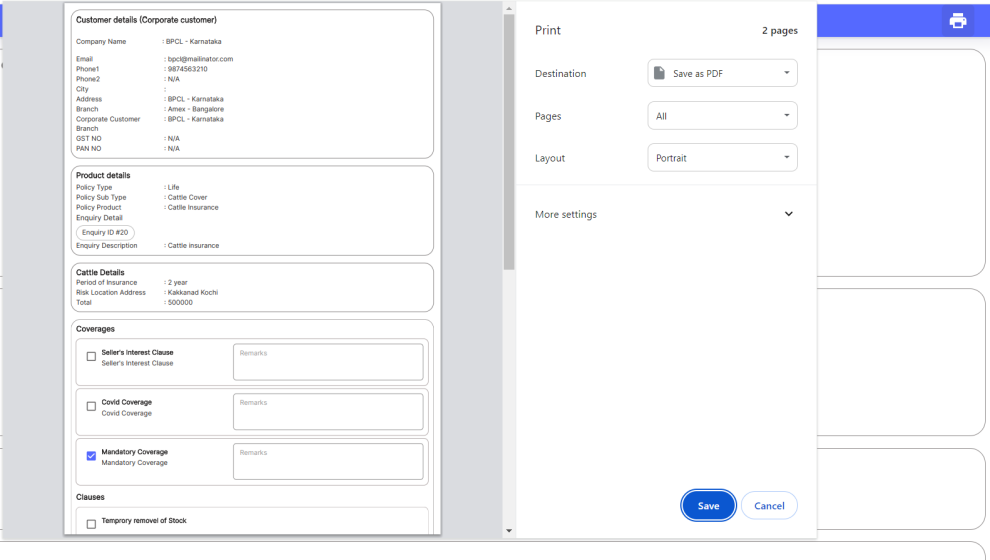 Customer details (Corporate customer)
Company Name : BPCL - Karnataka
Email : bpcl@mailinator.com
Phone1 : 9874563210
Phone2 : N/A
City :
Address : BPCL - Karnataka
Branch : Amex - Bangalore
Corporate Customer : BPCL - Karnataka
Branch
GST NO : N/A
PAN NO : N/A
Product details
Policy Type : Life
Policy Sub Type : Cattle Cover
Policy Product : Cattle Insurance
Enquiry Detail
Enquiry ID #20
Enquiry Description : Cattle insurance
Cattle Details
Period of Insurance : 2 year
Risk Location Address : Kakkanad Kochi
Total : 500000
Coverages
Seller's Interest Clause
Seller's Interest Clause
Remarks
Covid Coverage
Covid Coverage
Remarks
Mandatory Coverage
Mandatory Coverage
Remarks
Clauses
Temprory removel of Stock
Print 2 pages
Destination Save as PDF
Pages All
Layout Portrait
More settings
Save Cancel